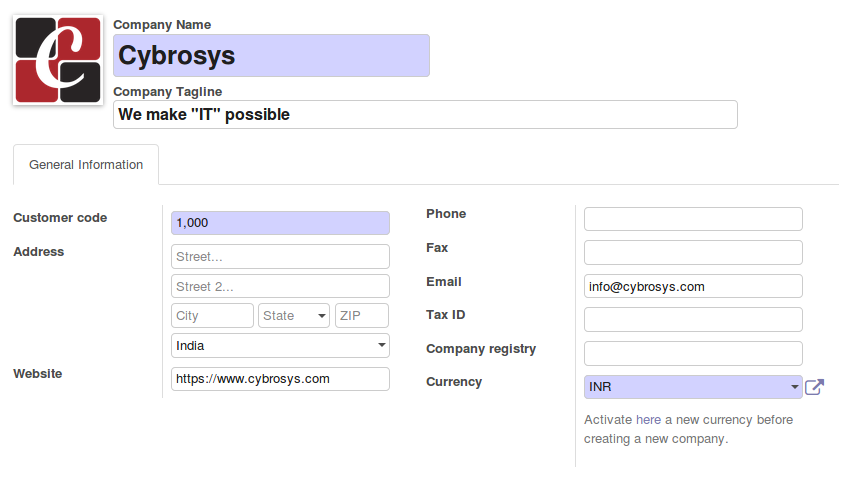 C
Company Name
Cybrosys
Company Tagline
We make "IT" possible
General Information
Customer code
1,000
Address
Street...
Street 2...
City State ZIP
India
Website
https://www.cybrosys.com
Phone
Fax
Email
info@cybrosys.com
Tax ID
Company registry
Currency
INR
Activate here a new currency before
creating a new company.